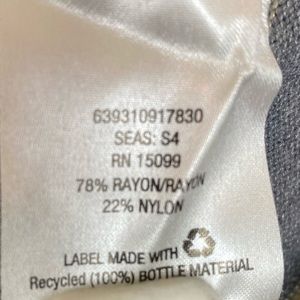 639310917830
SEAS: S4
RN 15099
78% RAYON/RAYON
22% NYLON
LABEL MADE WITH
Recycled (100%) BOTTLE MATERIAL